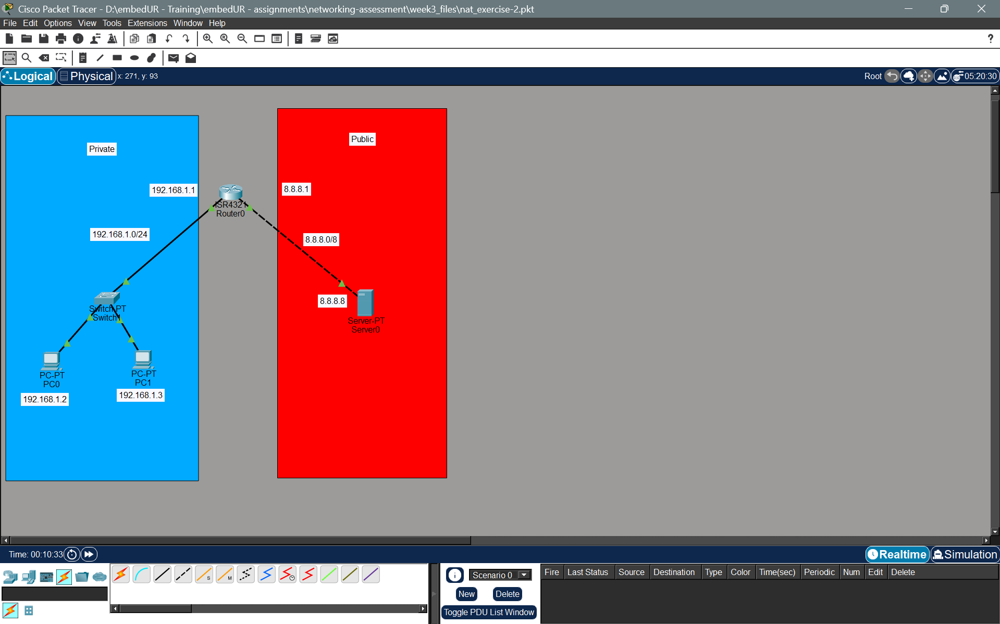 Cisco Packet Tracer - D:\embedUR - Training\embedUR - assignments\networking-assessment\week3_files\nat_exercise-2.pkt
File Edit Options View Tools Extensions Window Help
?
Logical Physical x: 271, y: 93 Root 05:20:30
Private
Public
192.168.1.1
8.8.8.1
ISR4321
Router0
192.168.1.0/24
8.8.8.0/8
8.8.8.8
Switch-PT
Switch1
Server-PT
Server0
PC-PT
PC0
PC-PT
PC1
192.168.1.2
192.168.1.3
Time: 00:10:33 Realtime Simulation
S M
Scenario 0
New Delete
Toggle PDU List Window
Fire Last Status Source Destination Type Color Time(sec) Periodic Num Edit Delete